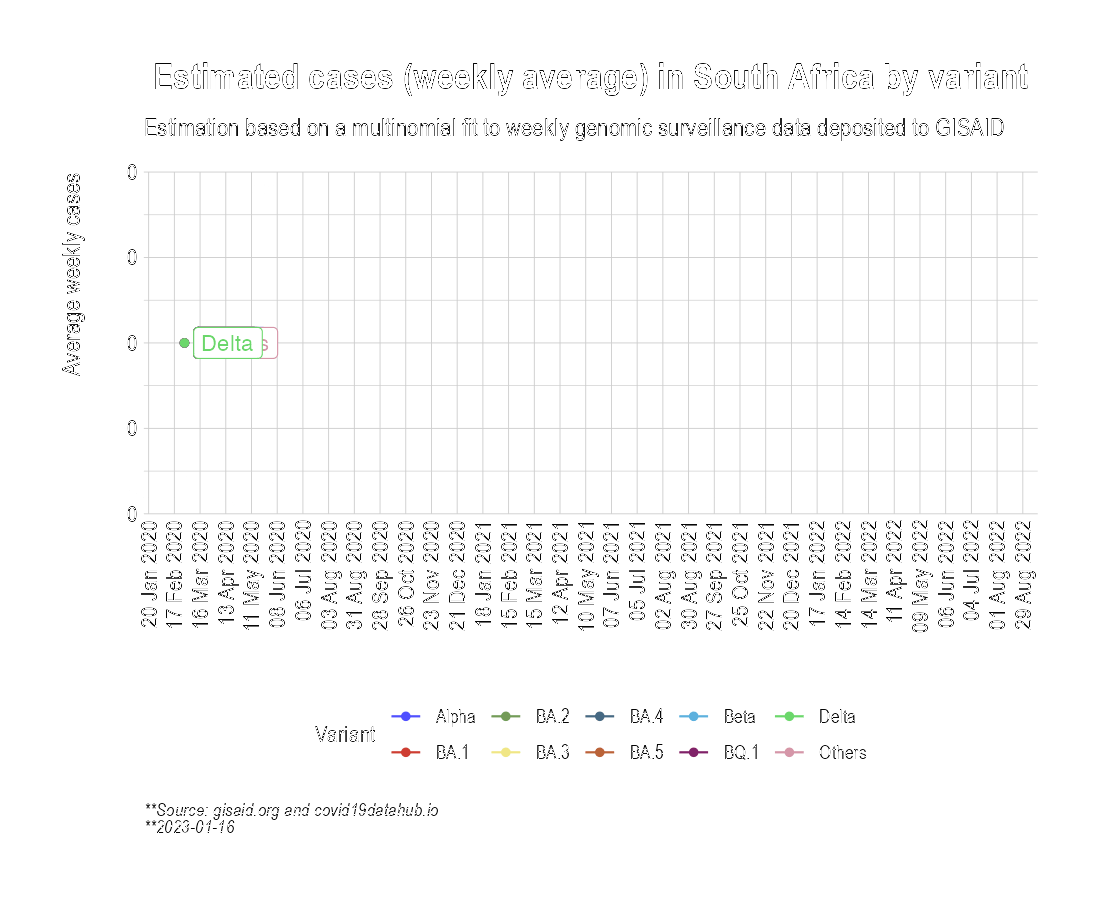 Estimated cases (weekly average) in South Africa by variant
Estimation based on a multinomial fit to weekly genomic surveillance data deposited to GISAID
Average weekly cases
0
0
0
0
0
Delta
s
20 Jan 2020
17 Feb 2020
16 Mar 2020
13 Apr 2020
11 May 2020
08 Jun 2020
06 Jul 2020
03 Aug 2020
31 Aug 2020
28 Sep 2020
26 Oct 2020
23 Nov 2020
21 Dec 2020
18 Jan 2021
15 Feb 2021
15 Mar 2021
12 Apr 2021
10 May 2021
07 Jun 2021
05 Jul 2021
02 Aug 2021
30 Aug 2021
27 Sep 2021
25 Oct 2021
22 Nov 2021
20 Dec 2021
17 Jan 2022
14 Feb 2022
14 Mar 2022
11 Apr 2022
09 May 2022
06 Jun 2022
04 Jul 2022
01 Aug 2022
29 Aug 2022
Variant
Alpha BA.2 BA.4 Beta Delta
BA.1 BA.3 BA.5 BQ.1 Others
**Source: gisaid.org and covid19datahub.io
**2023-01-16